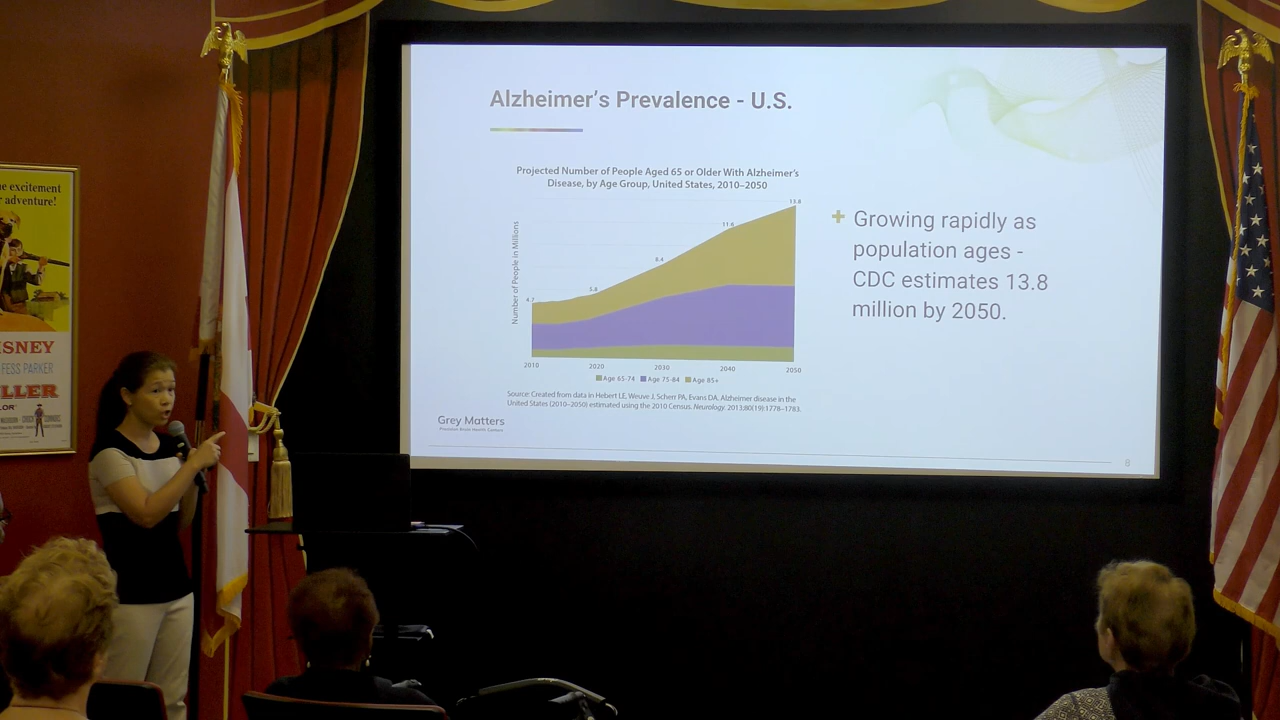 Alzheimer's Prevalence - U.S.
Projected Number of People Aged 65 or Older With Alzheimer's
Disease, by Age Group, United States, 2010–2050
Number of People in Millions
4.7
5.8
8.4
11.6
13.8
2010
2020
2030
2040
2050
Age 65-74
Age 75-84
Age 85+
Source: Created from data in Hebert LE, Weuve J, Scherr PA, Evans DA, Alzheimer disease in the
United States (2010–2050) estimated using the 2010 Census. Neurology. 2013;80(19):1778–1783.
Growing rapidly as
population ages -
CDC estimates 13.8
million by 2050.
Grey Matters
8
e excitement
adventure!
ISNEY
FESS PARKER
LLER